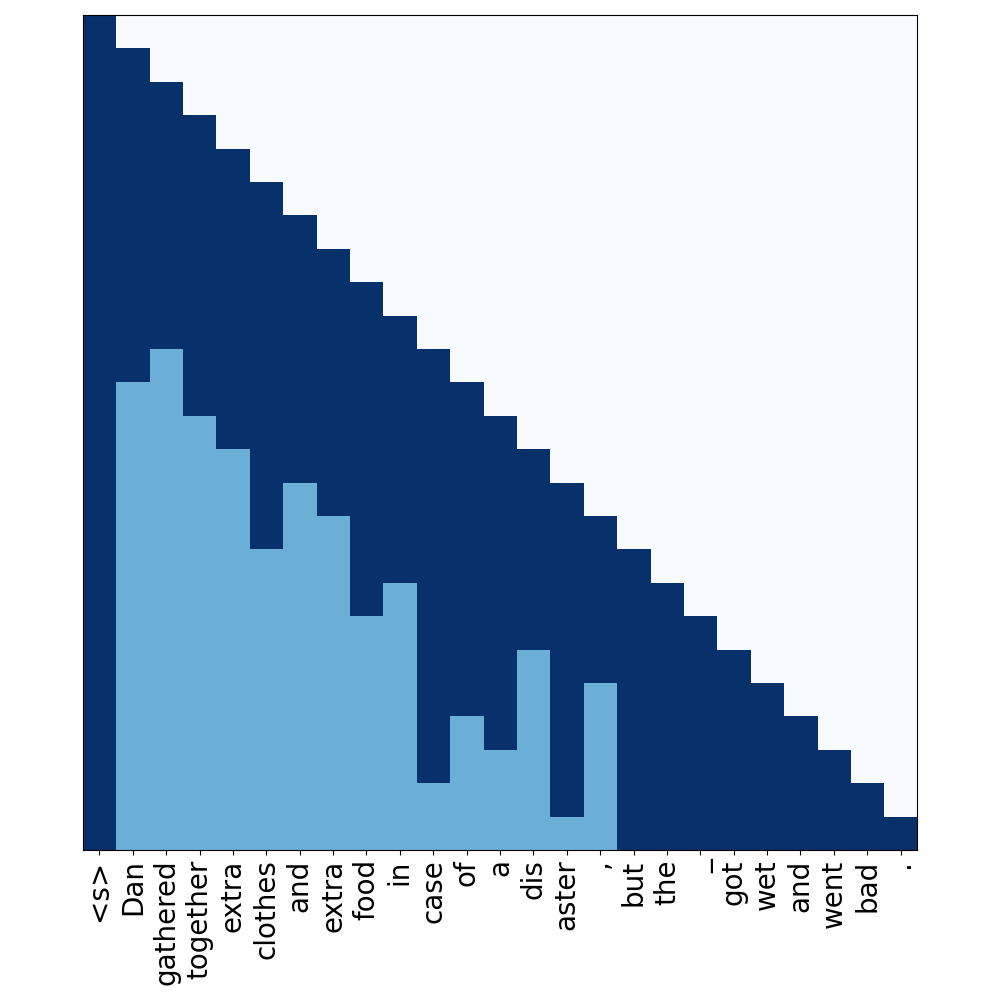 <s> Dan gathered together extra clothes and extra food in case of a dis aster , but the _ got wet and went bad .